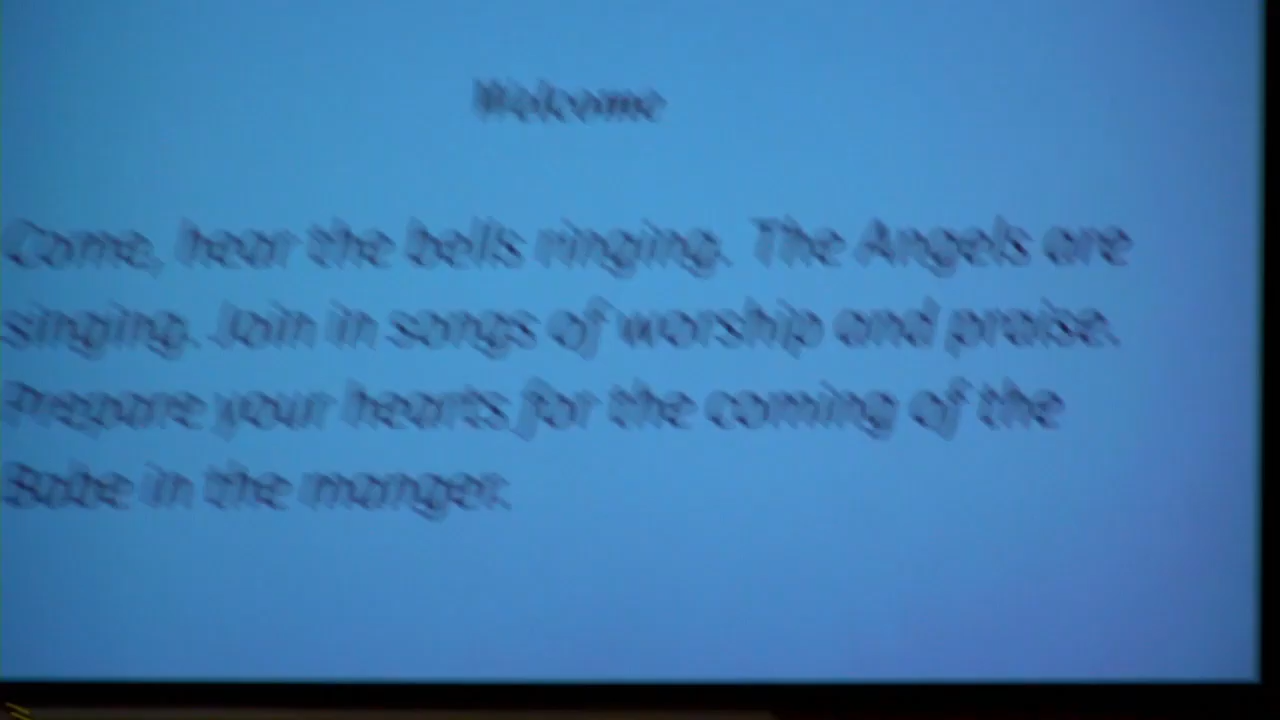 Welcome
Come, hear the bells ringing. The Angels are
singing. Join in songs of worship and praise.
Prepare your hearts for the coming of the
Babe in the manger.